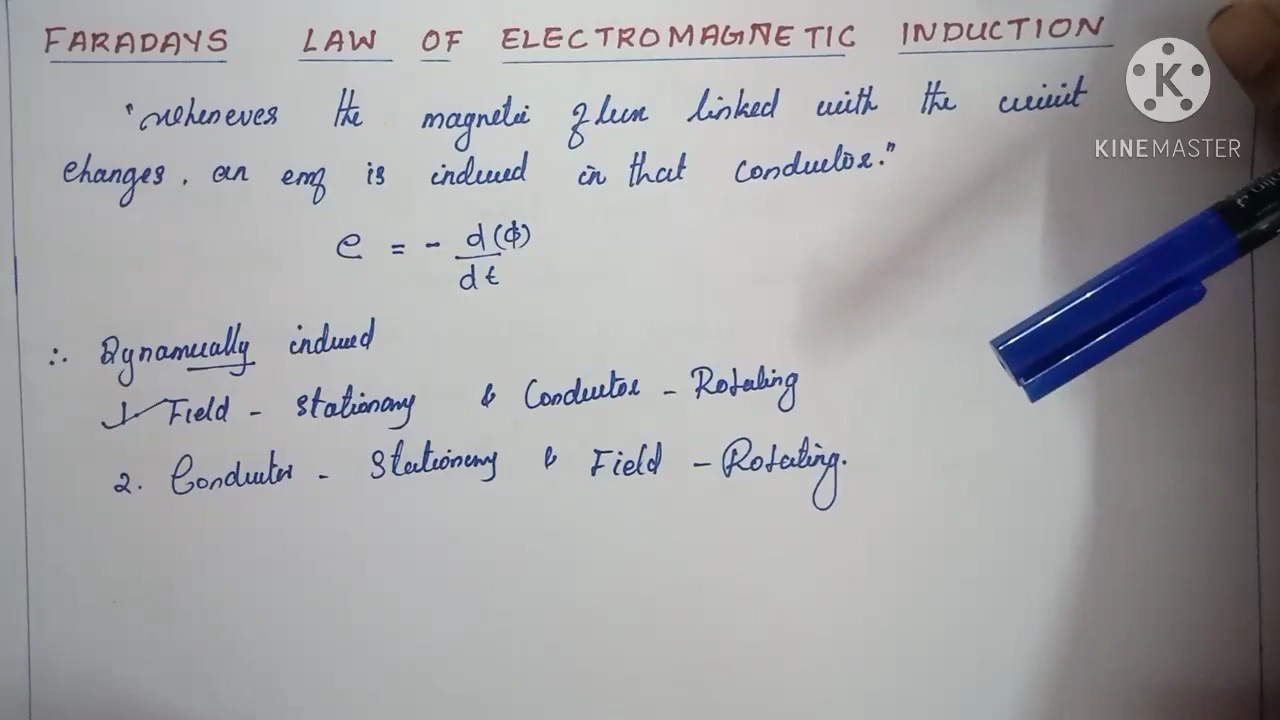 FARADAYS LAW OF ELECTROMAGNETIC INDUCTION
"whenever the magnetic flux linked with the circuit
changes, an emf is induced in that conductor."
e = - d(φ)/dt
∴ Dynamically induced
1. Field - stationary & Conductor - Rotating
2. Conductor - Stationary & Field - Rotating.
K
KINEMASTER